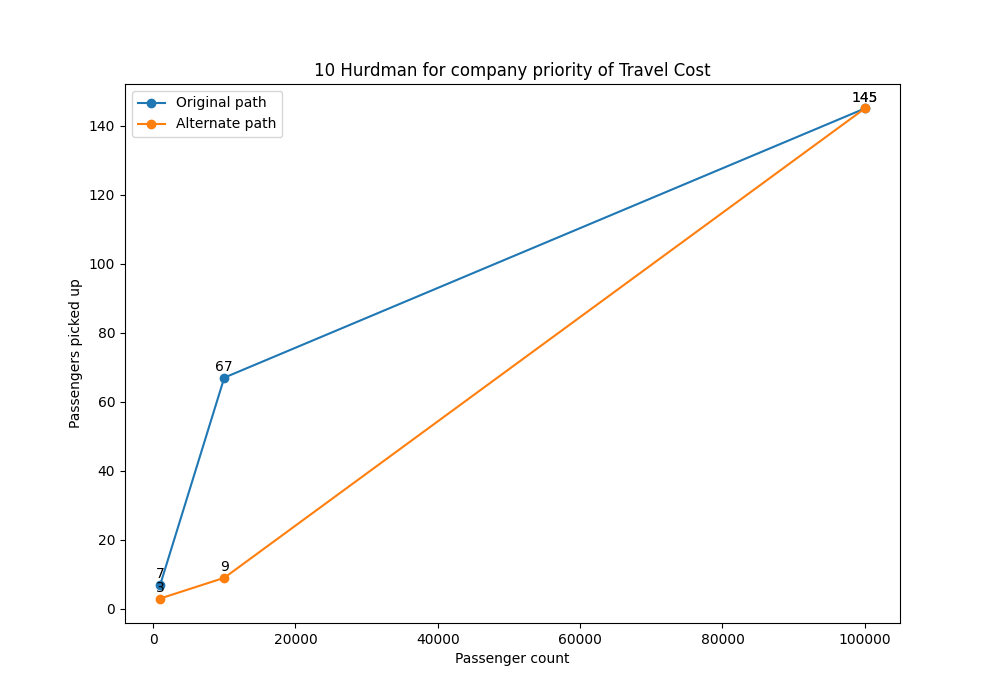 10 Hurdman for company priority of Travel Cost
Original path
Alternate path
145
145
140
120
100
80
67
60
40
20
9
7
3
0
Passengers picked up
0 20000 40000 60000 80000 100000
Passenger count